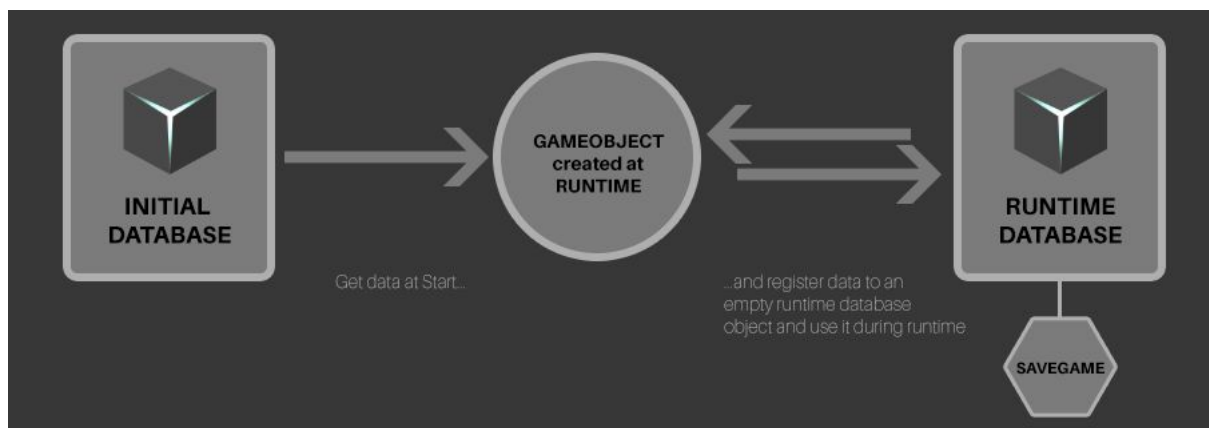 INITIAL
DATABASE
GAMEOBJECT
created at
RUNTIME
RUNTIME
DATABASE
Get data at Start...
...and register data to an
empty runtime database
object and use it during runtime
SAVEGAME